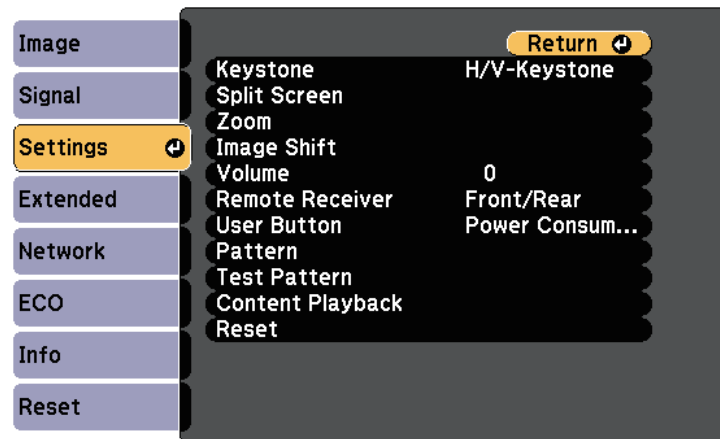 Image
Signal
Settings
Extended
Network
ECO
Info
Reset
Return
Keystone H/V-Keystone
Split Screen
Zoom
Image Shift
Volume 0
Remote Receiver Front/Rear
User Button Power Consum...
Pattern
Test Pattern
Content Playback
Reset